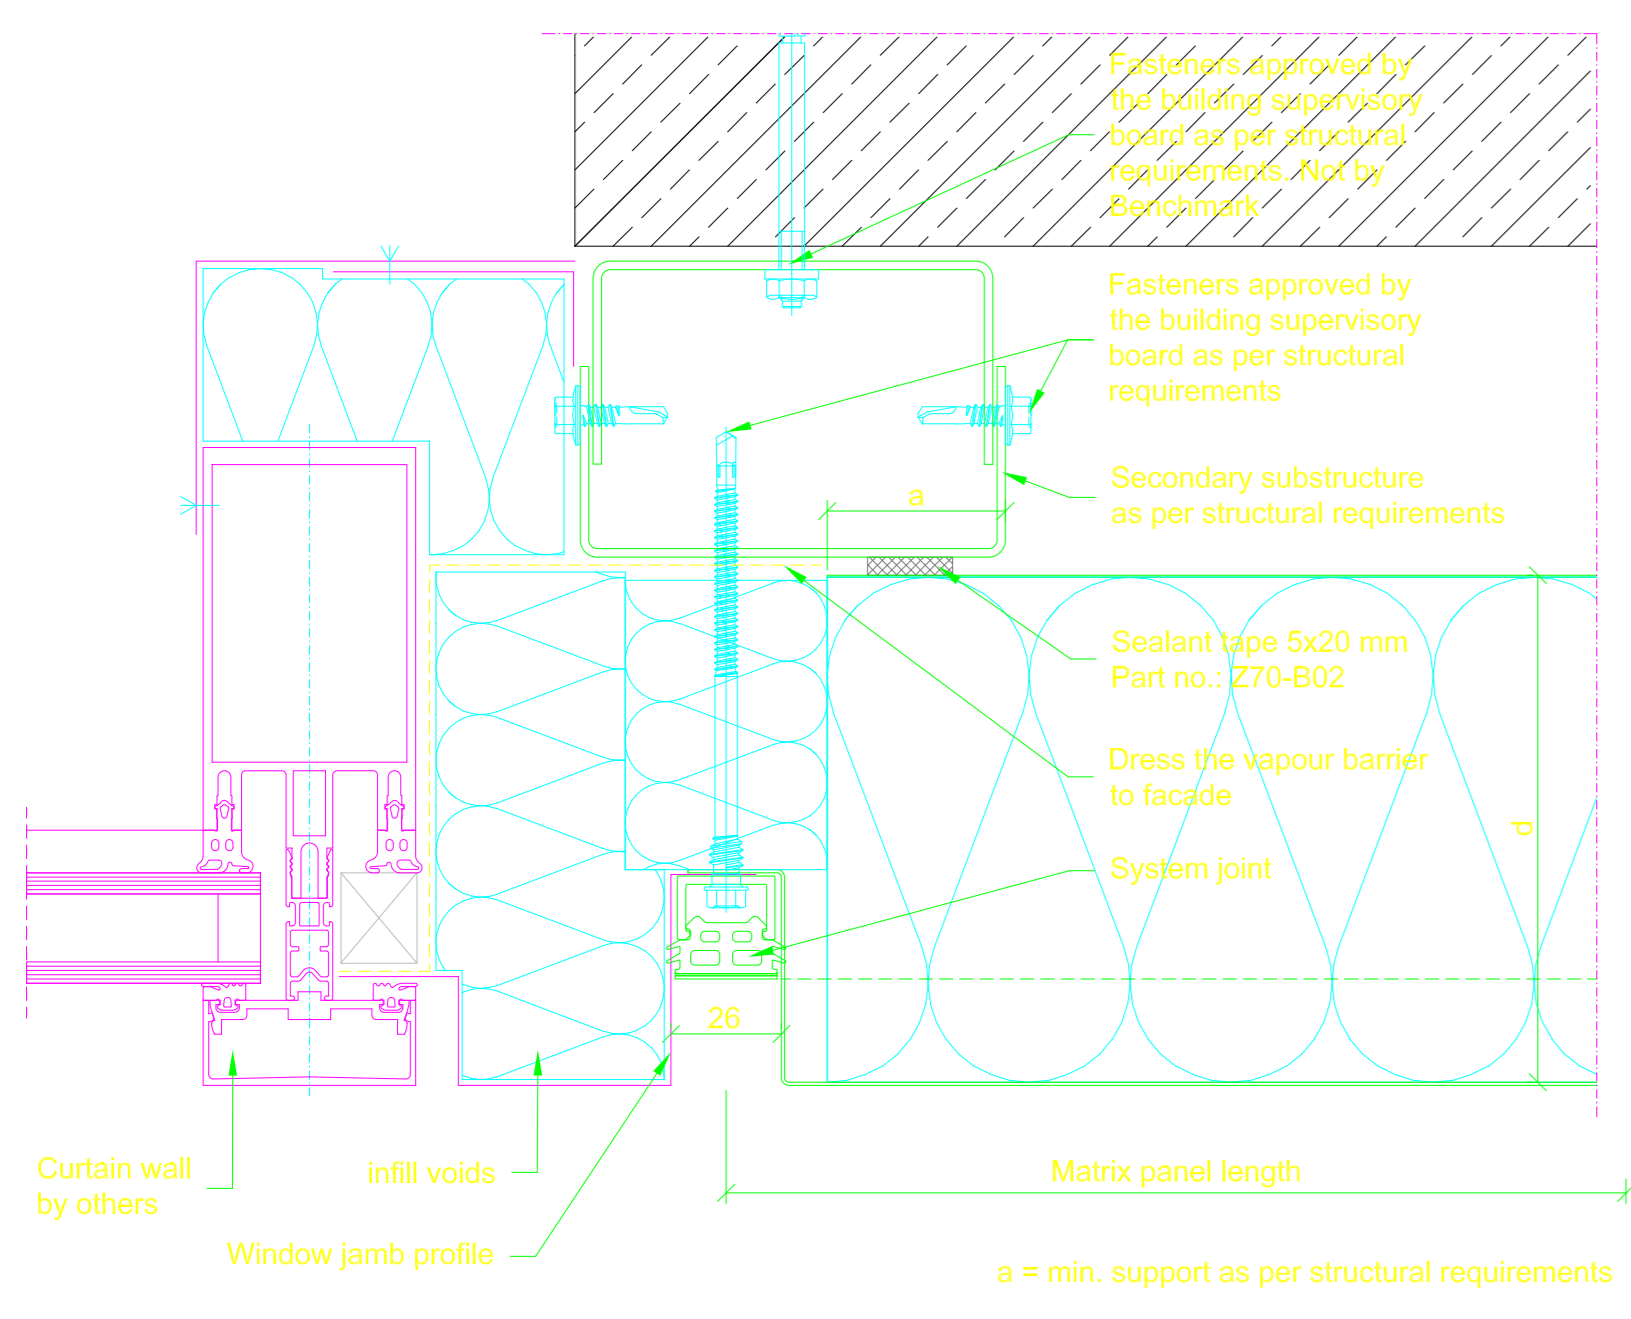 Fasteners approved by
the building supervisory
board as per structural
requirements. Not by
Benchmark
Fasteners approved by
the building supervisory
board as per structural
requirements
Secondary substructure
as per structural requirements
a
Sealant tape 5x20 mm
Part no.: Z70-B02
Dress the vapour barrier
to facade
d
System joint
26
Curtain wall
by others
infill voids
Matrix panel length
Window jamb profile
a = min. support as per structural requirements